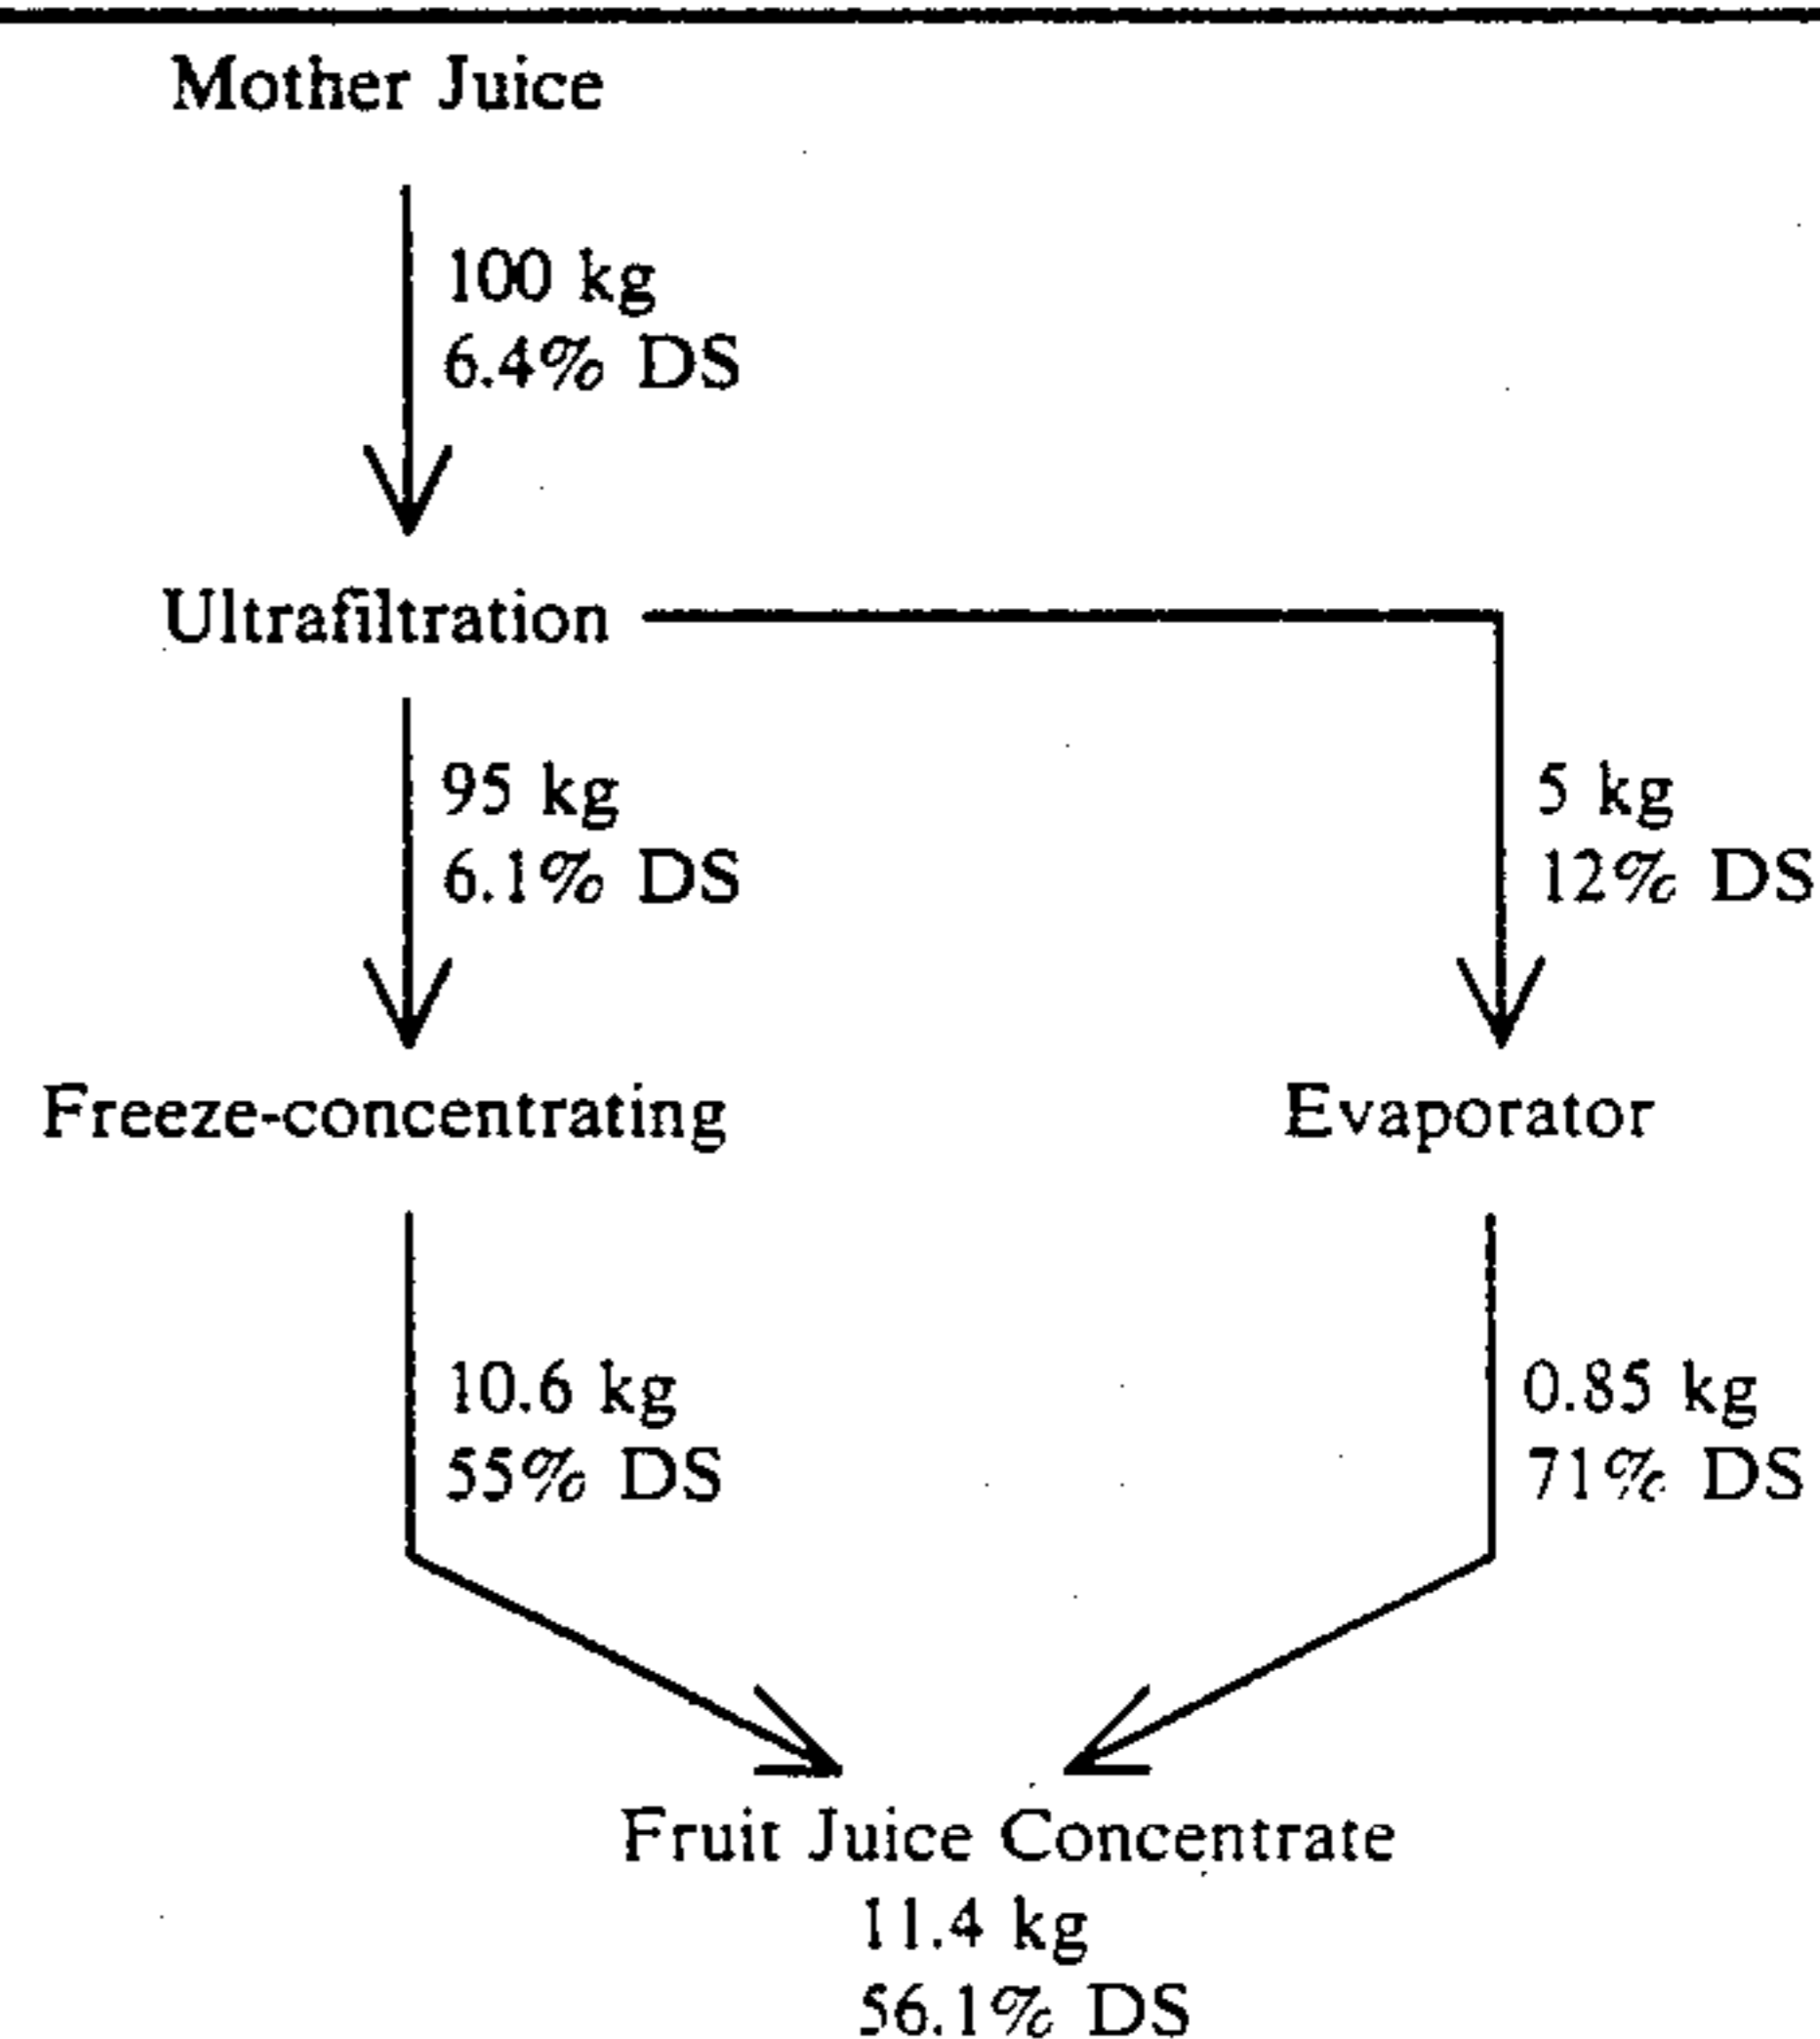 Mother Juice
100 kg
6.4% DS
Ultrafiltration
95 kg
6.1% DS
5 kg
12% DS
Freeze-concentrating
Evaporator
10.6 kg
55% DS
0.85 kg
71% DS
Fruit Juice Concentrate
11.4 kg
56.1% DS